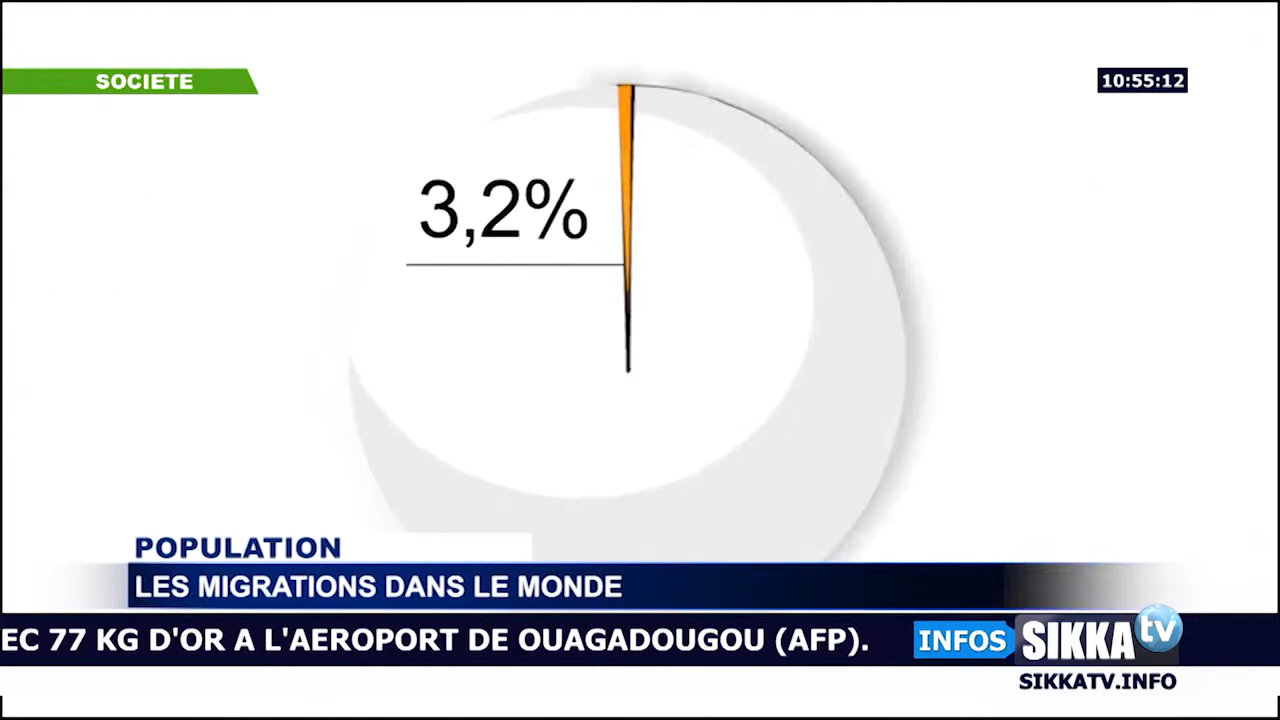 SOCIETE
10:55:12
3,2%
POPULATION
LES MIGRATIONS DANS LE MONDE
EC 77 KG D'OR A L'AEROPORT DE OUAGADOUGOU (AFP).
INFOS
SIKKA tv
SIKKATV.INFO